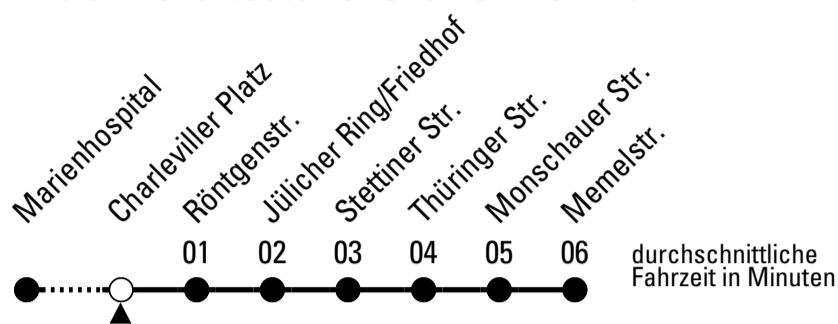 Marienhospital
Charleviller Platz
Röntgenstr.
Jülicher Ring/Friedhof
Stettiner Str.
Thüringer Str.
Monschauer Str.
Memelstr.
01 02 03 04 05 06
durchschnittliche
Fahrzeit in Minuten